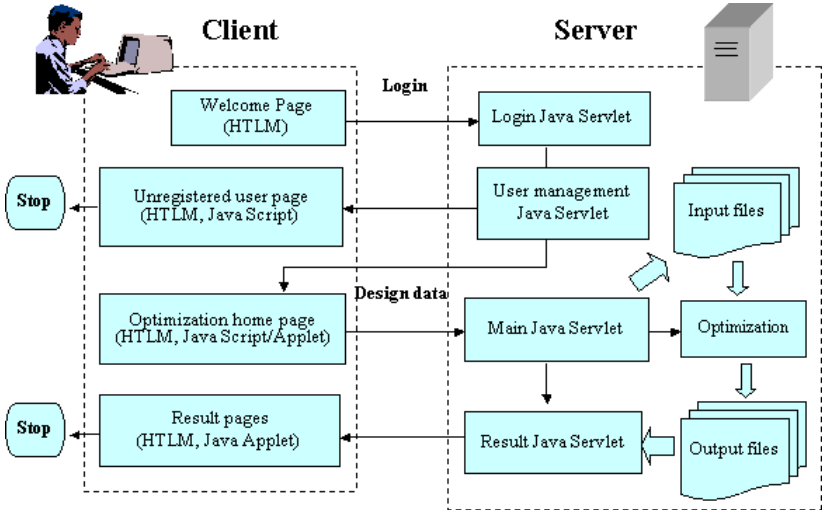 Client
Server
Login
Welcome Page
(HTLM)
Login Java Servlet
Stop
Unregistered user page
(HTLM, Java Script)
User management
Java Servlet
Input files
Design data
Optimization home page
(HTLM, Java Script/Applet)
Main Java Servlet
Optimization
Stop
Result pages
(HTLM, Java Applet)
Result Java Servlet
Output files